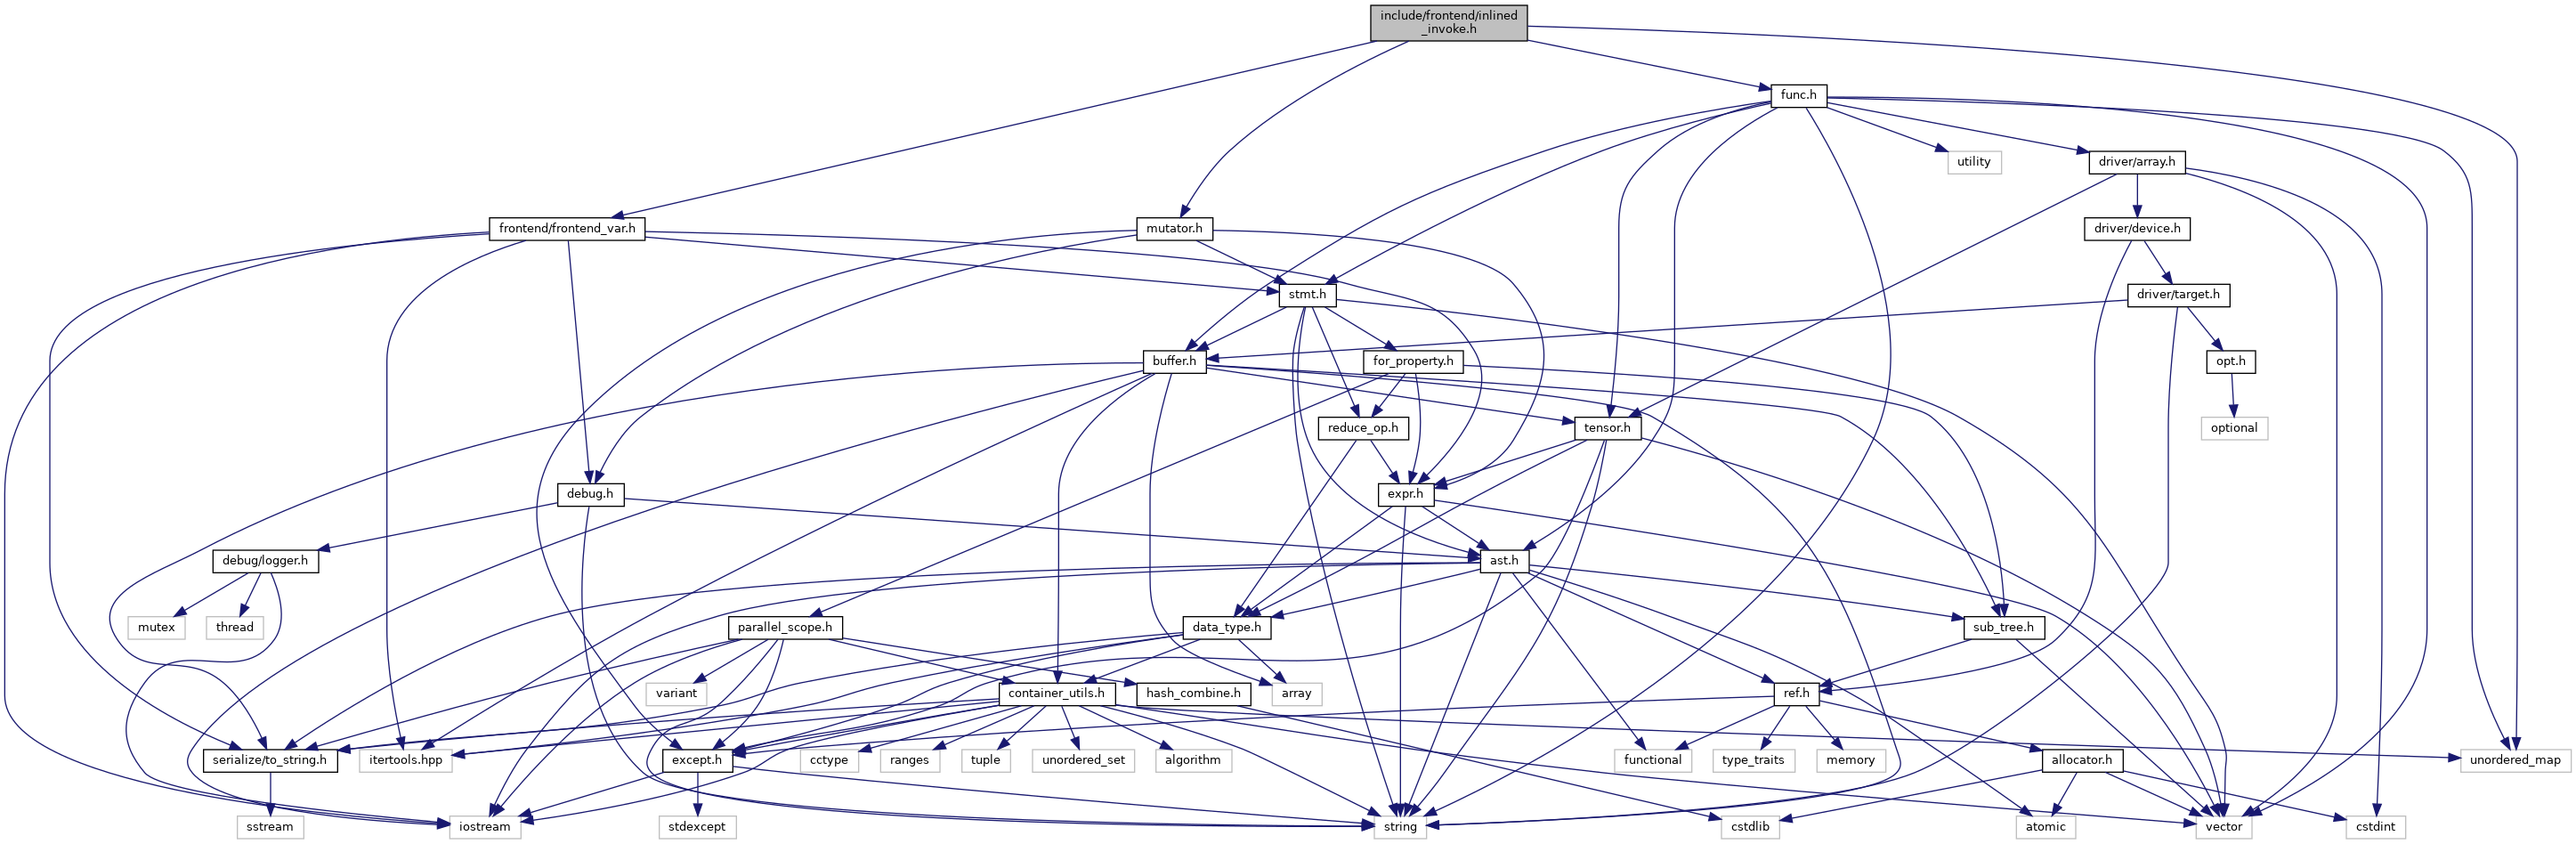 include/frontend/inlined
_invoke.h
func.h
utility
driver/array.h
frontend/frontend_var.h
mutator.h
driver/device.h
stmt.h
driver/target.h
buffer.h
for_property.h
opt.h
reduce_op.h
tensor.h
optional
debug.h
expr.h
debug/logger.h
ast.h
mutex
thread
parallel_scope.h
data_type.h
sub_tree.h
variant
container_utils.h
hash_combine.h
array
ref.h
serialize/to_string.h
itertools.hpp
except.h
cctype
ranges
tuple
unordered_set
algorithm
functional
type_traits
memory
allocator.h
unordered_map
sstream
iostream
stdexcept
string
cstdlib
atomic
vector
cstdint